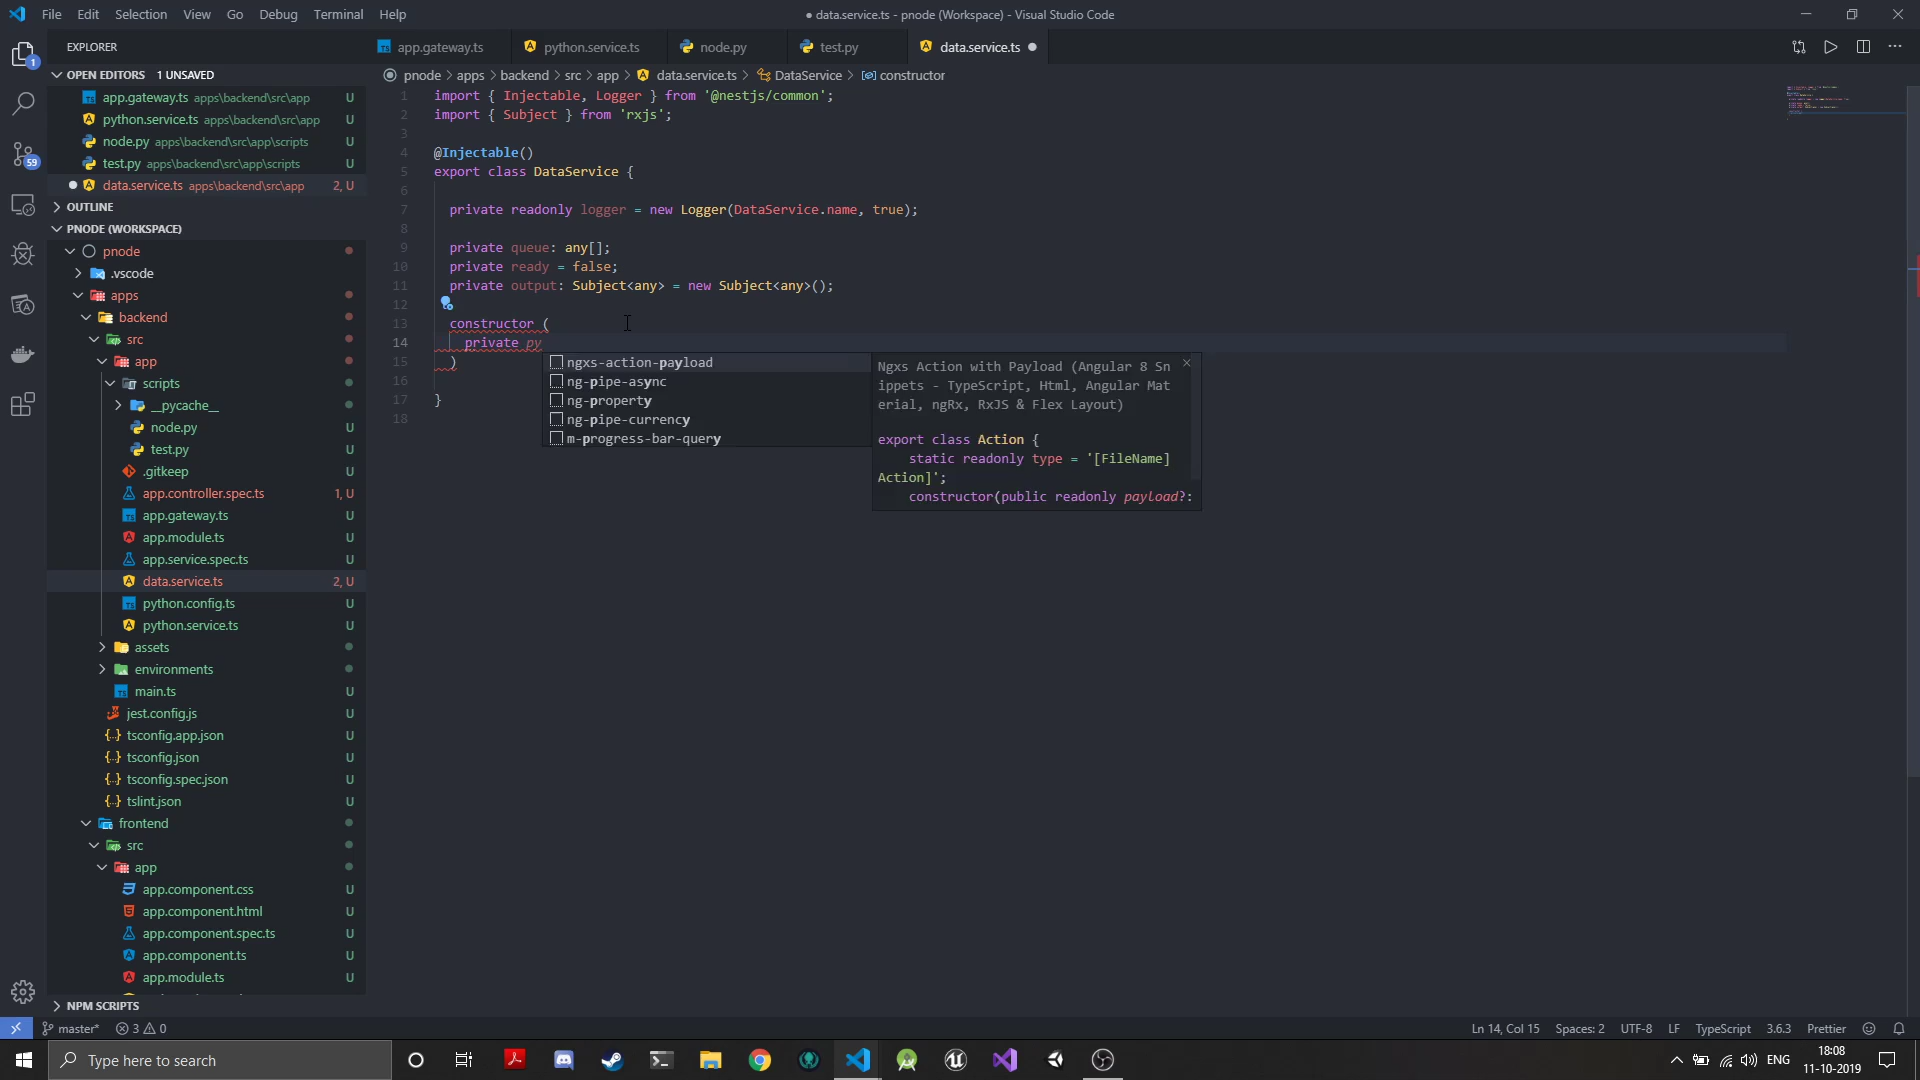 File Edit Selection View Go Debug Terminal Help
● data.service.ts - pnode (Workspace) - Visual Studio Code
EXPLORER
app.gateway.ts
python.service.ts
node.py
test.py
data.service.ts
OPEN EDITORS 1 UNSAVED
app.gateway.ts apps\backend\src\app U
python.service.ts apps\backend\src\app U
node.py apps\backend\src\app\scripts U
test.py apps\backend\src\app\scripts U
data.service.ts apps\backend\src\app 2, U
OUTLINE
PNODE (WORKSPACE)
pnode
.vscode
apps
backend
src
app
scripts
__pycache__
node.py U
test.py U
.gitkeep U
app.controller.spec.ts 1, U
app.gateway.ts U
app.module.ts U
app.service.spec.ts U
data.service.ts 2, U
python.config.ts U
python.service.ts U
assets
environments
main.ts U
jest.config.js U
tsconfig.app.json U
tsconfig.json U
tsconfig.spec.json U
tslint.json U
frontend
src
app
app.component.css U
app.component.html U
app.component.spec.ts U
app.component.ts U
app.module.ts U
NPM SCRIPTS
1
59
pnode > apps > backend > src > app > data.service.ts > DataService > constructor
1 import { Injectable, Logger } from '@nestjs/common';
2 import { Subject } from 'rxjs';
3
4 @Injectable()
5 export class DataService {
6
7 private readonly logger = new Logger(DataService.name, true);
8
9 private queue: any[];
10 private ready = false;
11 private output: Subject<any> = new Subject<any>();
12
13 constructor (
14 private py
15 )
16
17 }
18
ngxs-action-payload
ng-pipe-async
ng-property
ng-pipe-currency
m-progress-bar-query
Ngxs Action with Payload (Angular 8 Sn
ippets - TypeScript, Html, Angular Mat
erial, ngRx, RxJS & Flex Layout)
export class Action {
static readonly type = '[FileName]
Action]';
constructor(public readonly payload?:
master* 3 0
Ln 14, Col 15 Spaces: 2 UTF-8 LF TypeScript 3.6.3 Prettier
Type here to search
ENG
18:08
11-10-2019